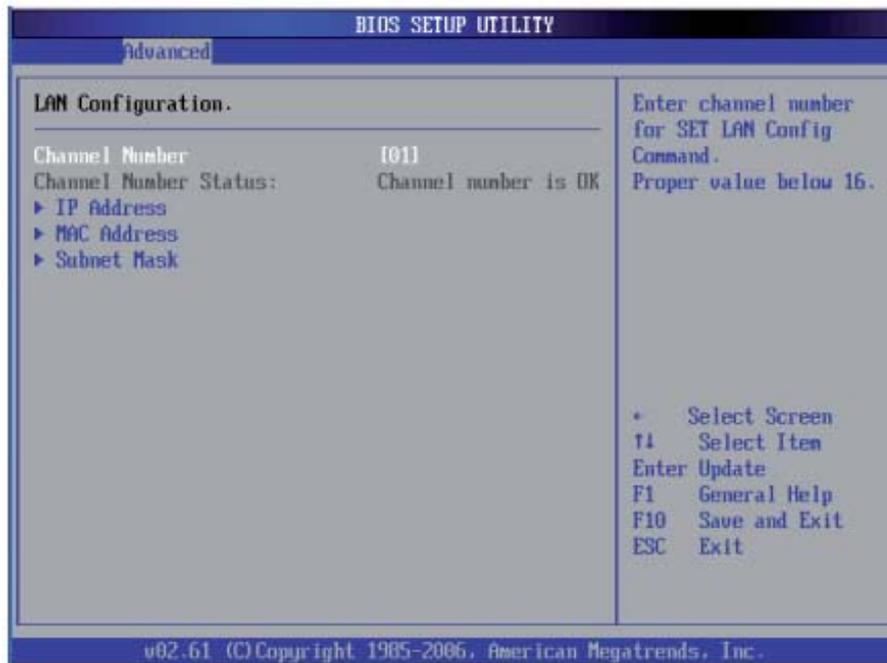 BIOS SETUP UTILITY
Advanced
LAN Configuration.
Channel Number [01]
Channel Number Status: Channel number is OK
▶ IP Address
▶ MAC Address
▶ Subnet Mask
Enter channel number
for SET LAN Config
Command.
Proper value below 16.
← Select Screen
↑↓ Select Item
Enter Update
F1 General Help
F10 Save and Exit
ESC Exit
v02.61 (C)Copyright 1985-2006, American Megatrends, Inc.